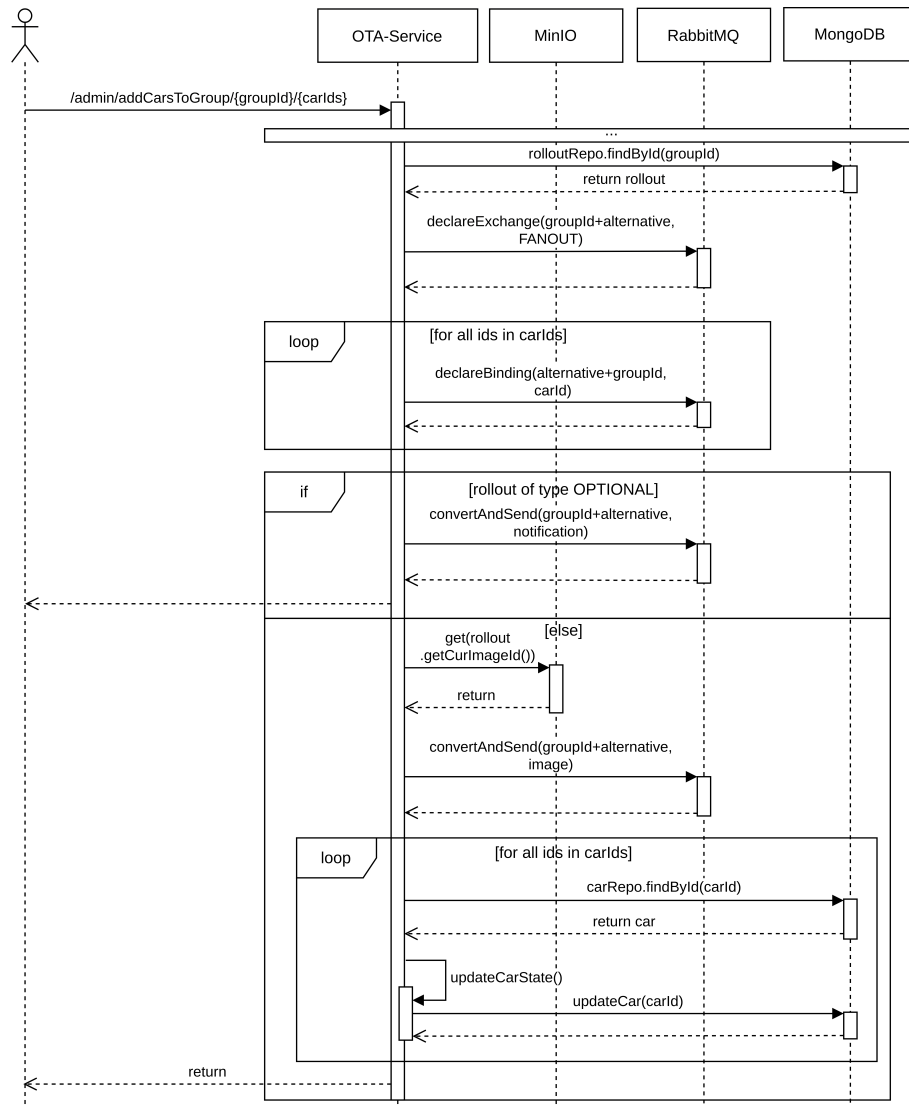 OTA-Service
MinIO
RabbitMQ
MongoDB
/admin/addCarsToGroup/{groupId}/{carIds}
...
rolloutRepo.findById(groupId)
return rollout
declareExchange(groupId+alternative,
FANOUT)
loop
[for all ids in carIds]
declareBinding(alternative+groupId,
carId)
if
[rollout of type OPTIONAL]
convertAndSend(groupId+alternative,
notification)
[else]
get(rollout
.getCurImageId())
return
convertAndSend(groupId+alternative,
image)
loop
[for all ids in carIds]
carRepo.findById(carId)
return car
updateCarState()
updateCar(carId)
return